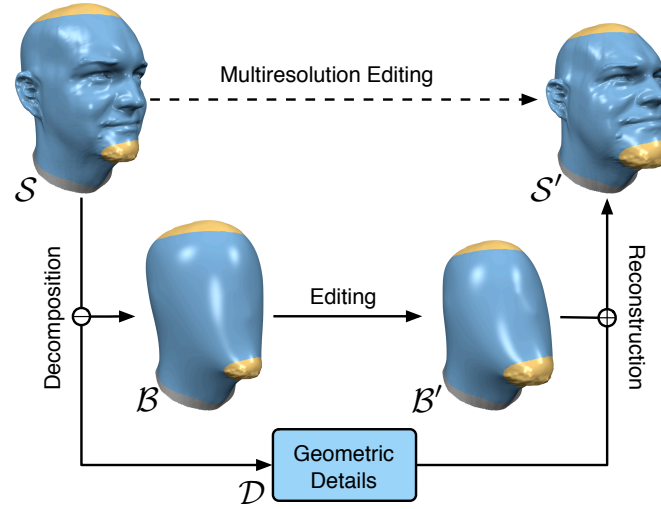 Multiresolution Editing
S
S′
Decomposition
Editing
Reconstruction
B
B′
Geometric
Details
D